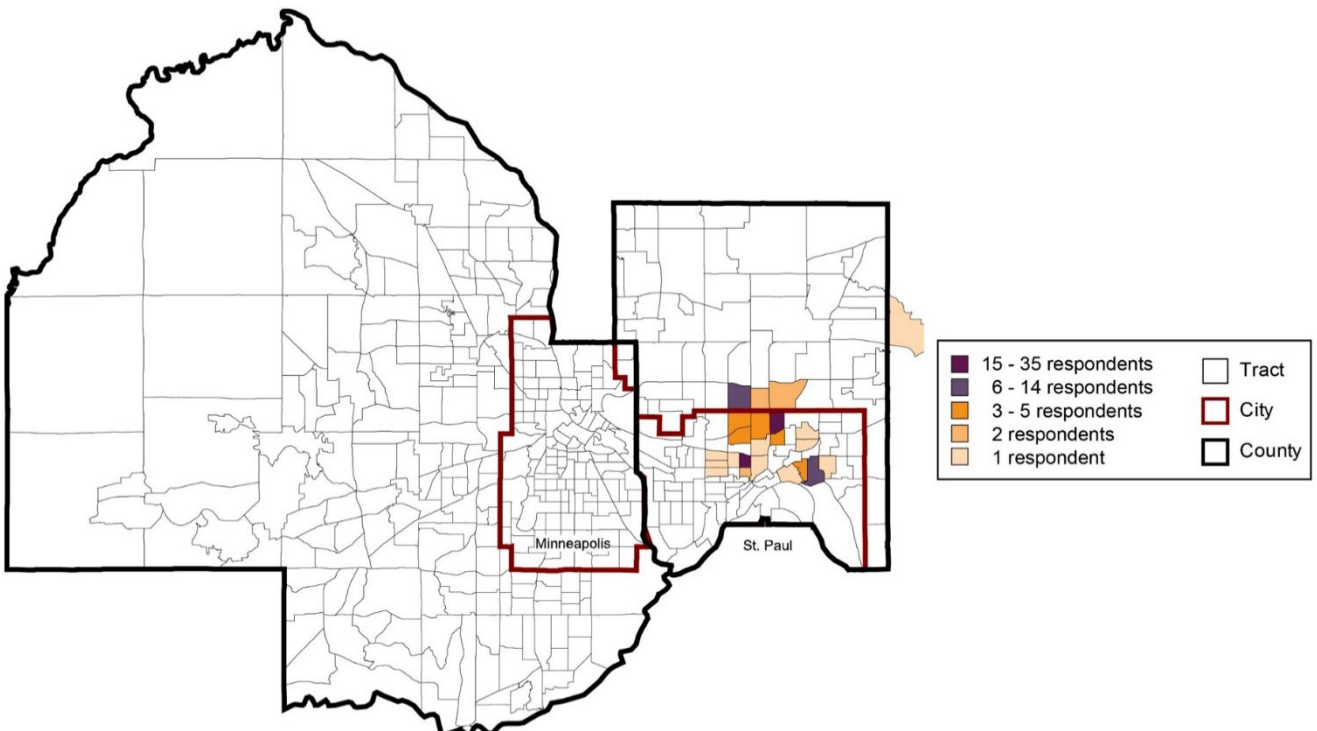 15 - 35 respondents
6 - 14 respondents
3 - 5 respondents
2 respondents
1 respondent
Tract
City
County
Minneapolis
St. Paul